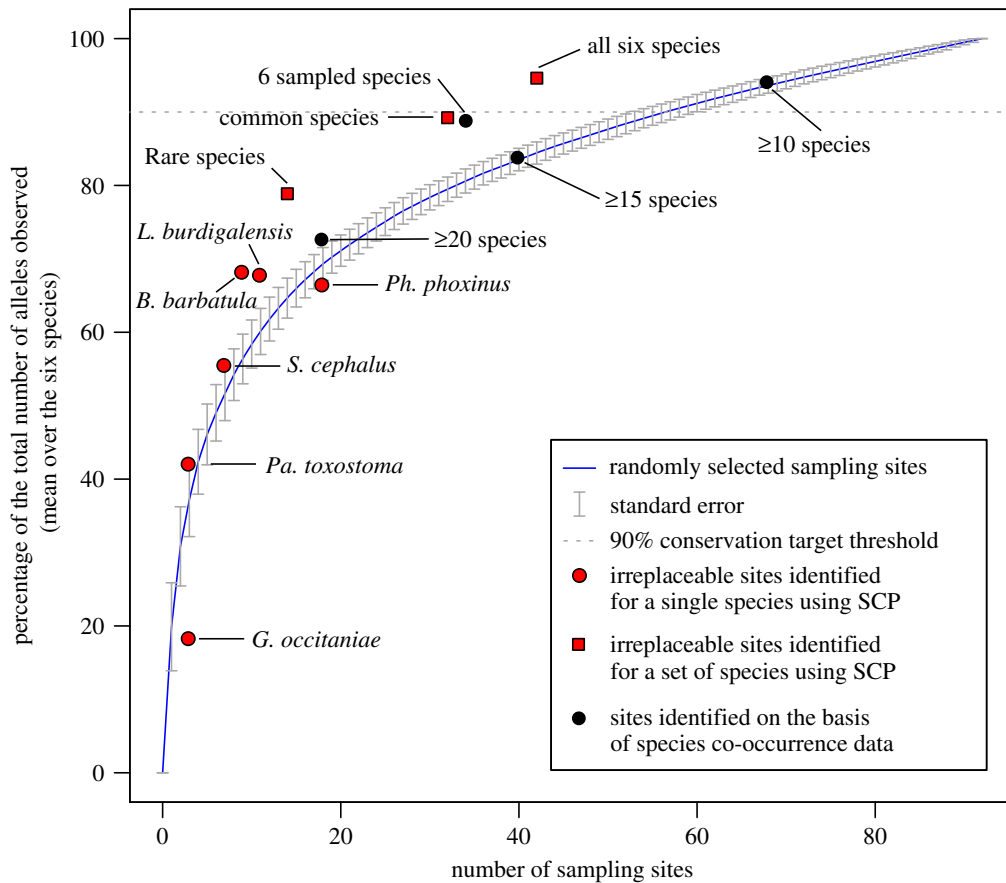 percentage of the total number of alleles observed
(mean over the six species)
100
80
60
40
20
0
0
20
40
60
80
number of sampling sites
all six species
6 sampled species
common species
≥10 species
Rare species
≥15 species
L. burdigalensis
≥20 species
B. barbatula
Ph. phoxinus
S. cephalus
Pa. toxostoma
G. occitaniae
randomly selected sampling sites
standard error
90% conservation target threshold
irreplaceable sites identified
for a single species using SCP
irreplaceable sites identified
for a set of species using SCP
sites identified on the basis
of species co-occurrence data